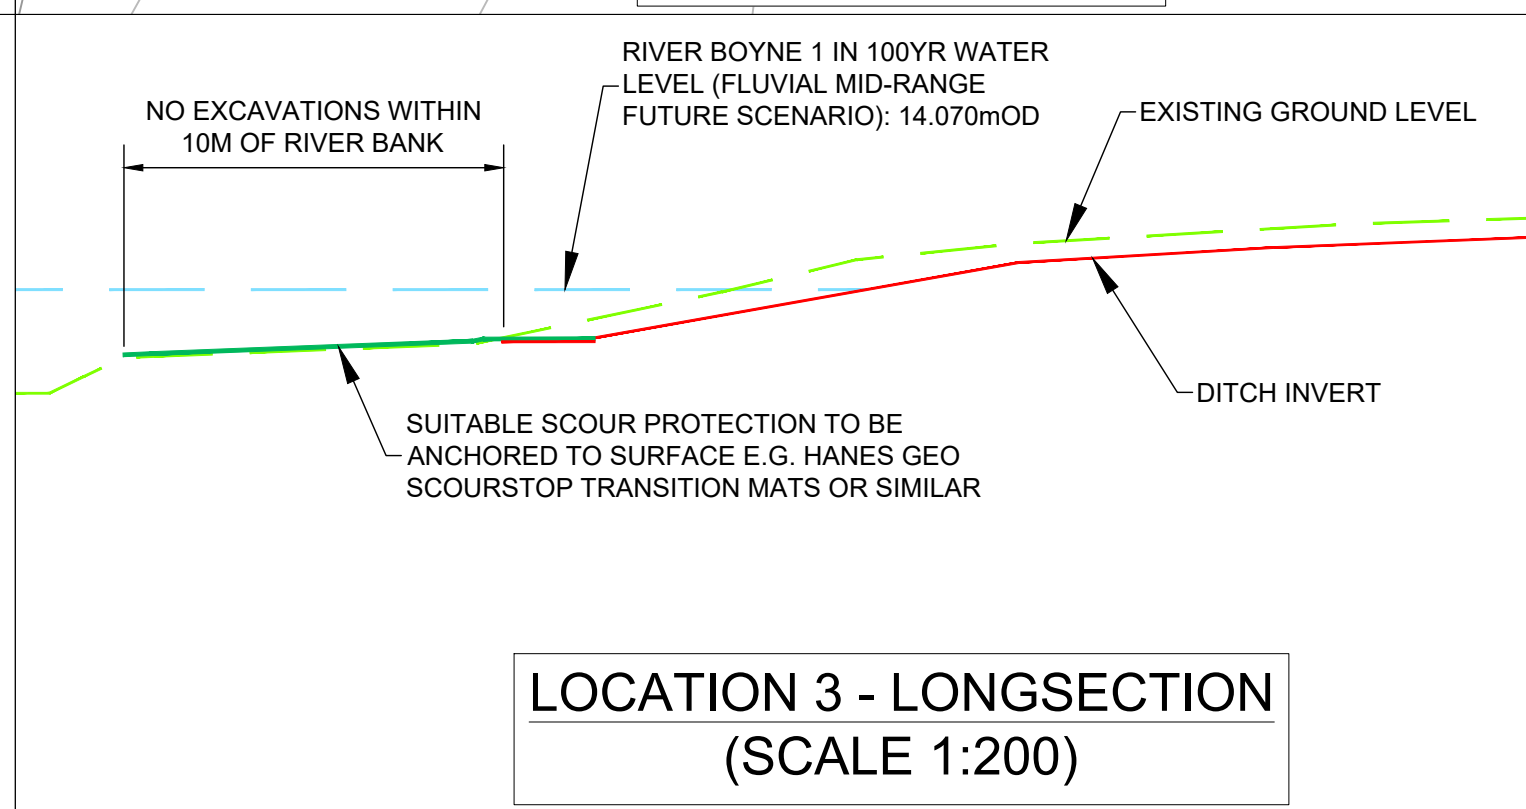 RIVER BOYNE 1 IN 100YR WATER
LEVEL (FLUVIAL MID-RANGE
FUTURE SCENARIO): 14.070mOD
NO EXCAVATIONS WITHIN
10M OF RIVER BANK
EXISTING GROUND LEVEL
DITCH INVERT
SUITABLE SCOUR PROTECTION TO BE
ANCHORED TO SURFACE E.G. HANES GEO
SCOURSTOP TRANSITION MATS OR SIMILAR
LOCATION 3 - LONGSECTION
(SCALE 1:200)